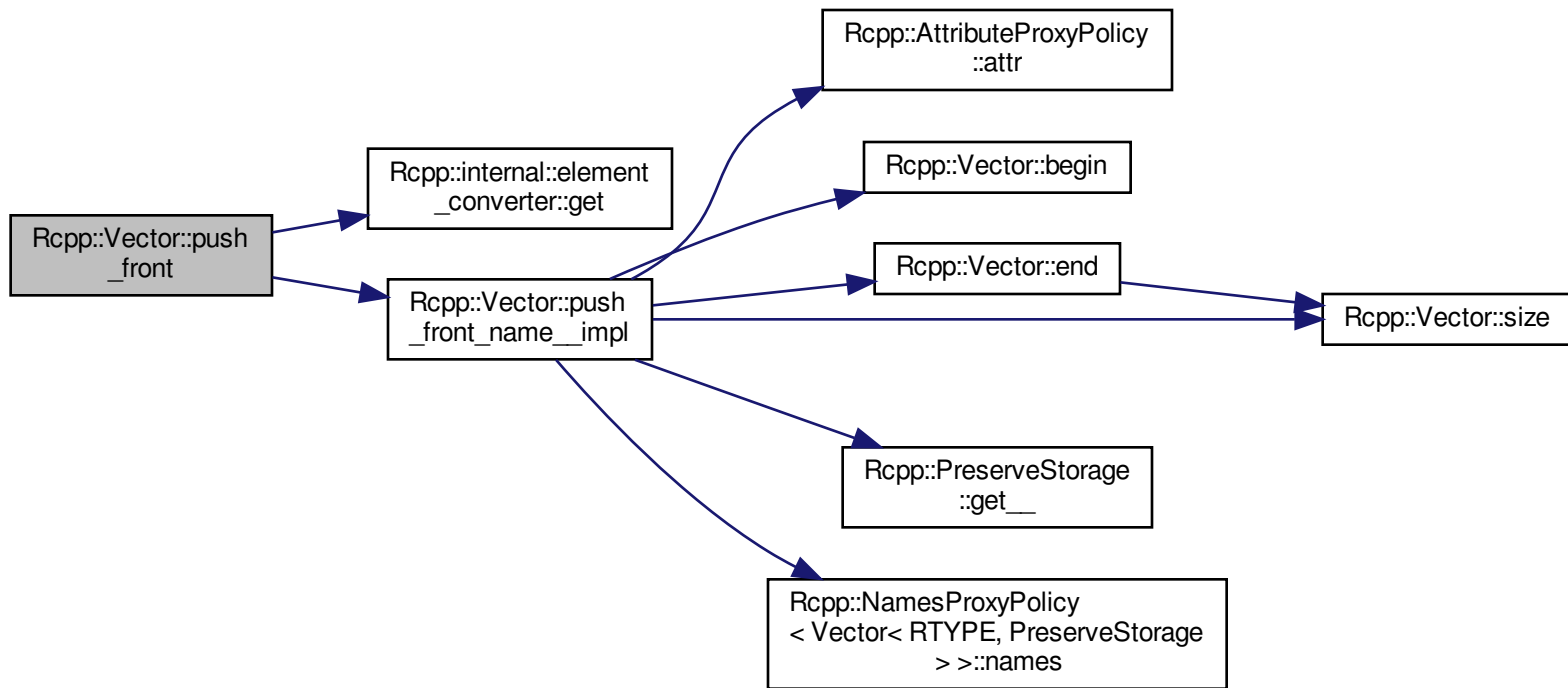 Rcpp::Vector::push
_front
Rcpp::internal::element
_converter::get
Rcpp::Vector::push
_front_name__impl
Rcpp::AttributeProxyPolicy
::attr
Rcpp::Vector::begin
Rcpp::Vector::end
Rcpp::Vector::size
Rcpp::PreserveStorage
::get__
Rcpp::NamesProxyPolicy
< Vector< RTYPE, PreserveStorage
> >::names